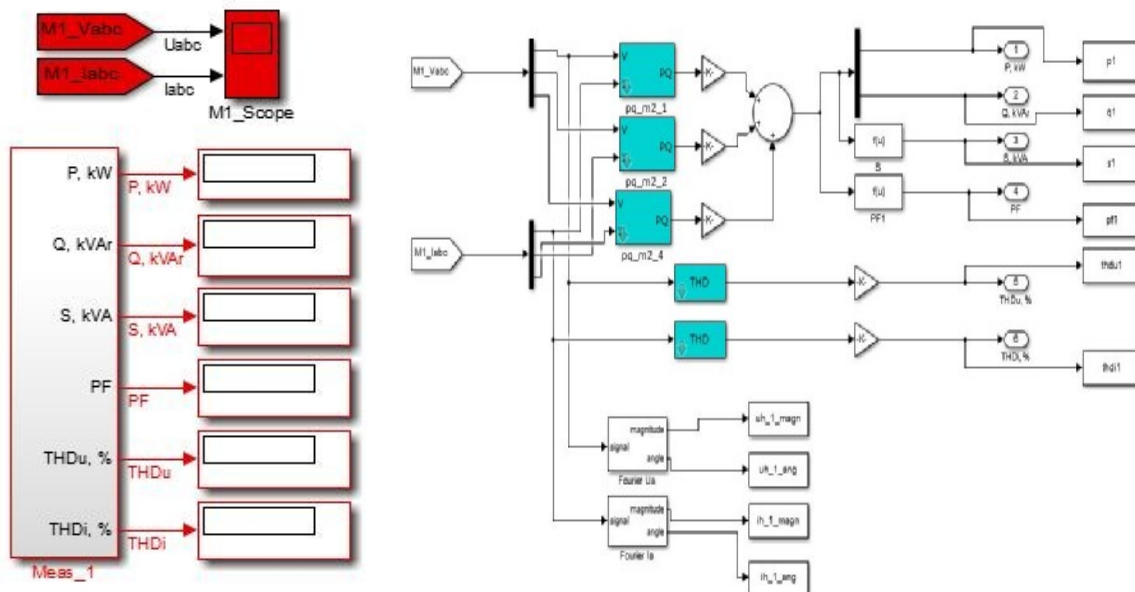 M1_Vabc
Uabc
M1_Iabc
Iabc
M1_Scope
P, kW
P, kW
Q, kVAr
Q, kVAr
S, kVA
S, kVA
PF
PF
THDu, %
THDu
THDi, %
THDi
Meas_1
M1_Vabc
V
PQ
-K-
pq_m2_1
V
PQ
-K-
pq_m2_2
V
PQ
-K-
pq_m2_4
M1_Iabc
+
+
+
1
P, kW
p1
2
Q, kVAr
q1
f(u)
S
3
S, kVA
s1
f(u)
PF1
4
PF
pf1
THD
-K-
5
THDu, %
thdu1
THD
-K-
6
THDi, %
thdi1
signal
magnitude
angle
Fourier Ua
uh_1_magn
uh_1_ang
signal
magnitude
angle
Fourier Ia
ih_1_magn
ih_1_ang